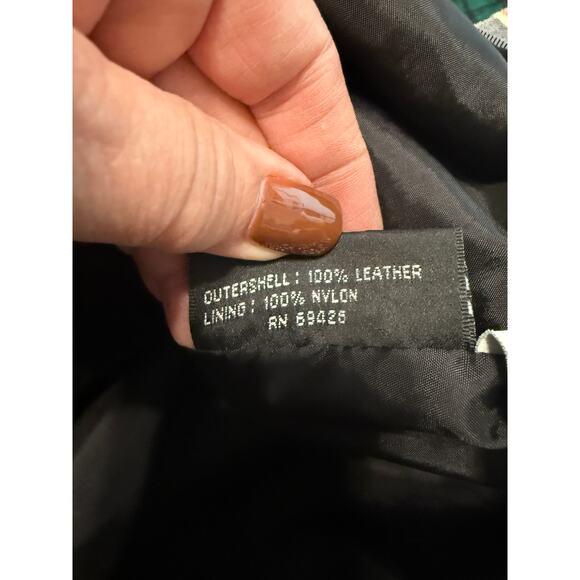 OUTERSHELL: 100% LEATHER
LINING: 100% NYLON
RN 69426